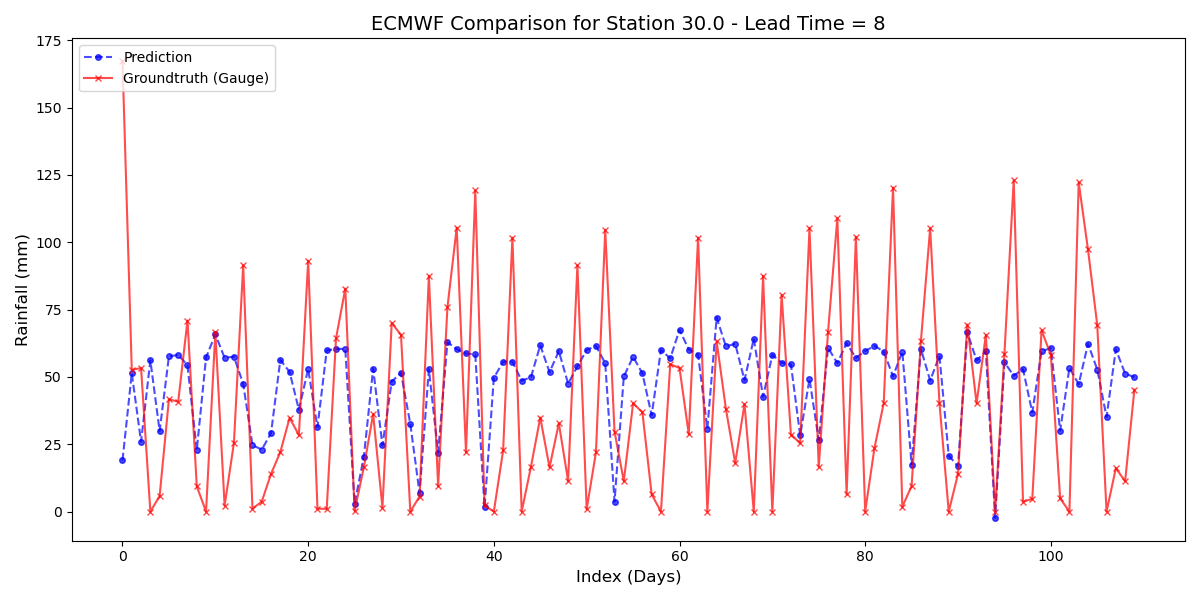 ECMWF Comparison for Station 30.0 - Lead Time = 8
Prediction
Groundtruth (Gauge)
Rainfall (mm)
175
150
125
100
75
50
25
0
0 20 40 60 80 100
Index (Days)